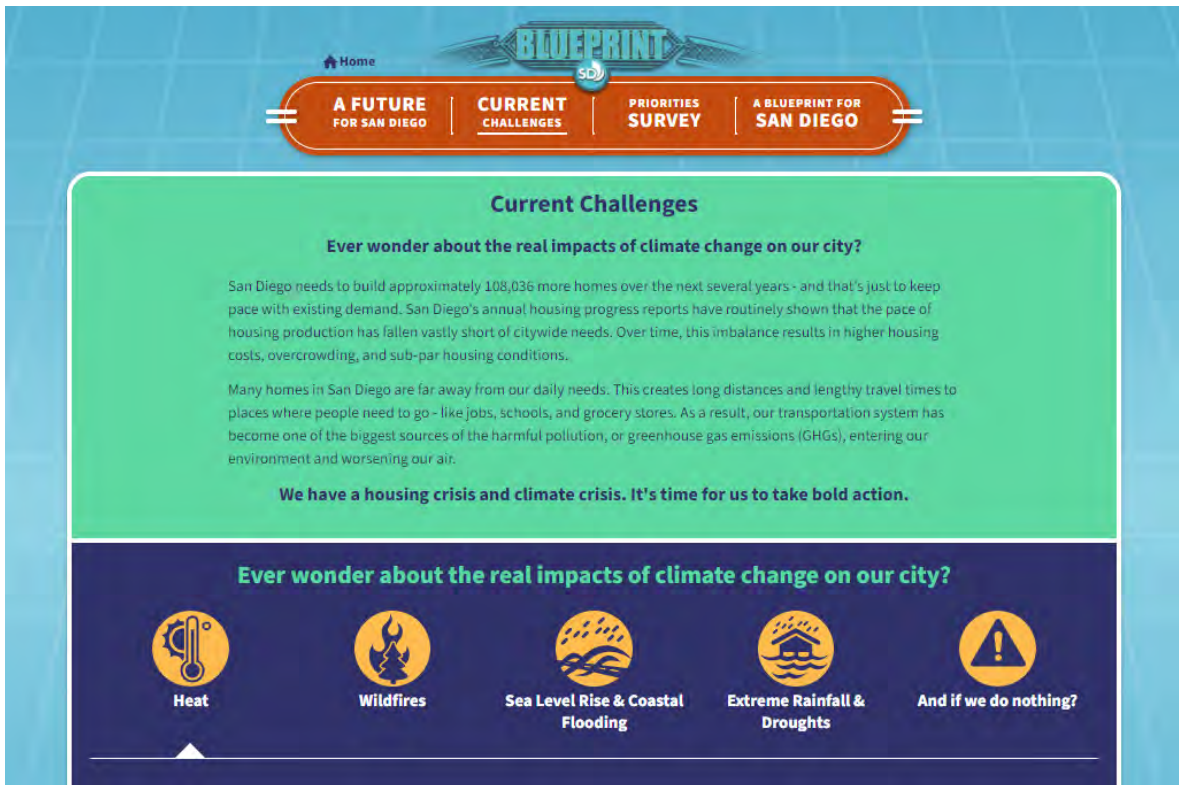 BLUEPRINT
SD
Home
A FUTURE
FOR SAN DIEGO
CURRENT
CHALLENGES
PRIORITIES
SURVEY
A BLUEPRINT FOR
SAN DIEGO
Current Challenges
Ever wonder about the real impacts of climate change on our city?
San Diego needs to build approximately 108,036 more homes over the next several years - and that's just to keep
pace with existing demand. San Diego's annual housing progress reports have routinely shown that the pace of
housing production has fallen vastly short of citywide needs. Over time, this imbalance results in higher housing
costs, overcrowding, and sub-par housing conditions.
Many homes in San Diego are far away from our daily needs. This creates long distances and lengthy travel times to
places where people need to go - like jobs, schools, and grocery stores. As a result, our transportation system has
become one of the biggest sources of the harmful pollution, or greenhouse gas emissions (GHGs), entering our
environment and worsening our air.
We have a housing crisis and climate crisis. It's time for us to take bold action.
Ever wonder about the real impacts of climate change on our city?
Heat
Wildfires
Sea Level Rise & Coastal
Flooding
Extreme Rainfall &
Droughts
And if we do nothing?